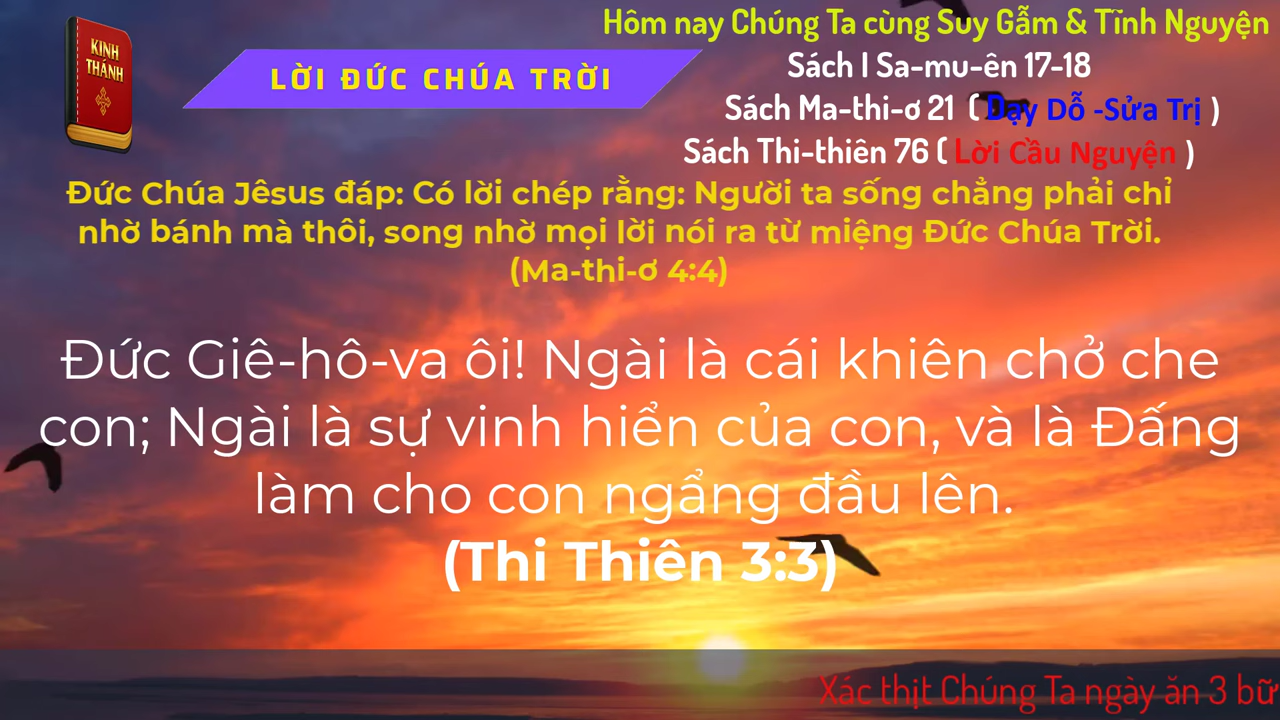 KINH
THÁNH
LỜI ĐỨC CHÚA TRỜI
Hôm nay Chúng Ta cùng Suy Gẫm & Tĩnh Nguyện
Sách I Sa-mu-ên 17-18
Sách Ma-thi-ơ 21 ( Dạy Dỗ -Sửa Trị )
Sách Thi-thiên 76 ( Lời Cầu Nguyện )
Đức Chúa Jêsus đáp: Có lời chép rằng: Người ta sống chẳng phải chỉ
nhờ bánh mà thôi, song nhờ mọi lời nói ra từ miệng Đức Chúa Trời.
(Ma-thi-ơ 4:4)
Đức Giê-hô-va ôi! Ngài là cái khiên chở che
con; Ngài là sự vinh hiển của con, và là Đấng
làm cho con ngẩng đầu lên.
(Thi Thiên 3:3)
Xác thịt Chúng Ta ngày ăn 3 bữ